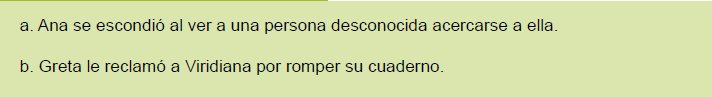 a. Ana se escondió al ver a una persona desconocida acercarse a ella.
b. Greta le reclamó a Viridiana por romper su cuaderno.